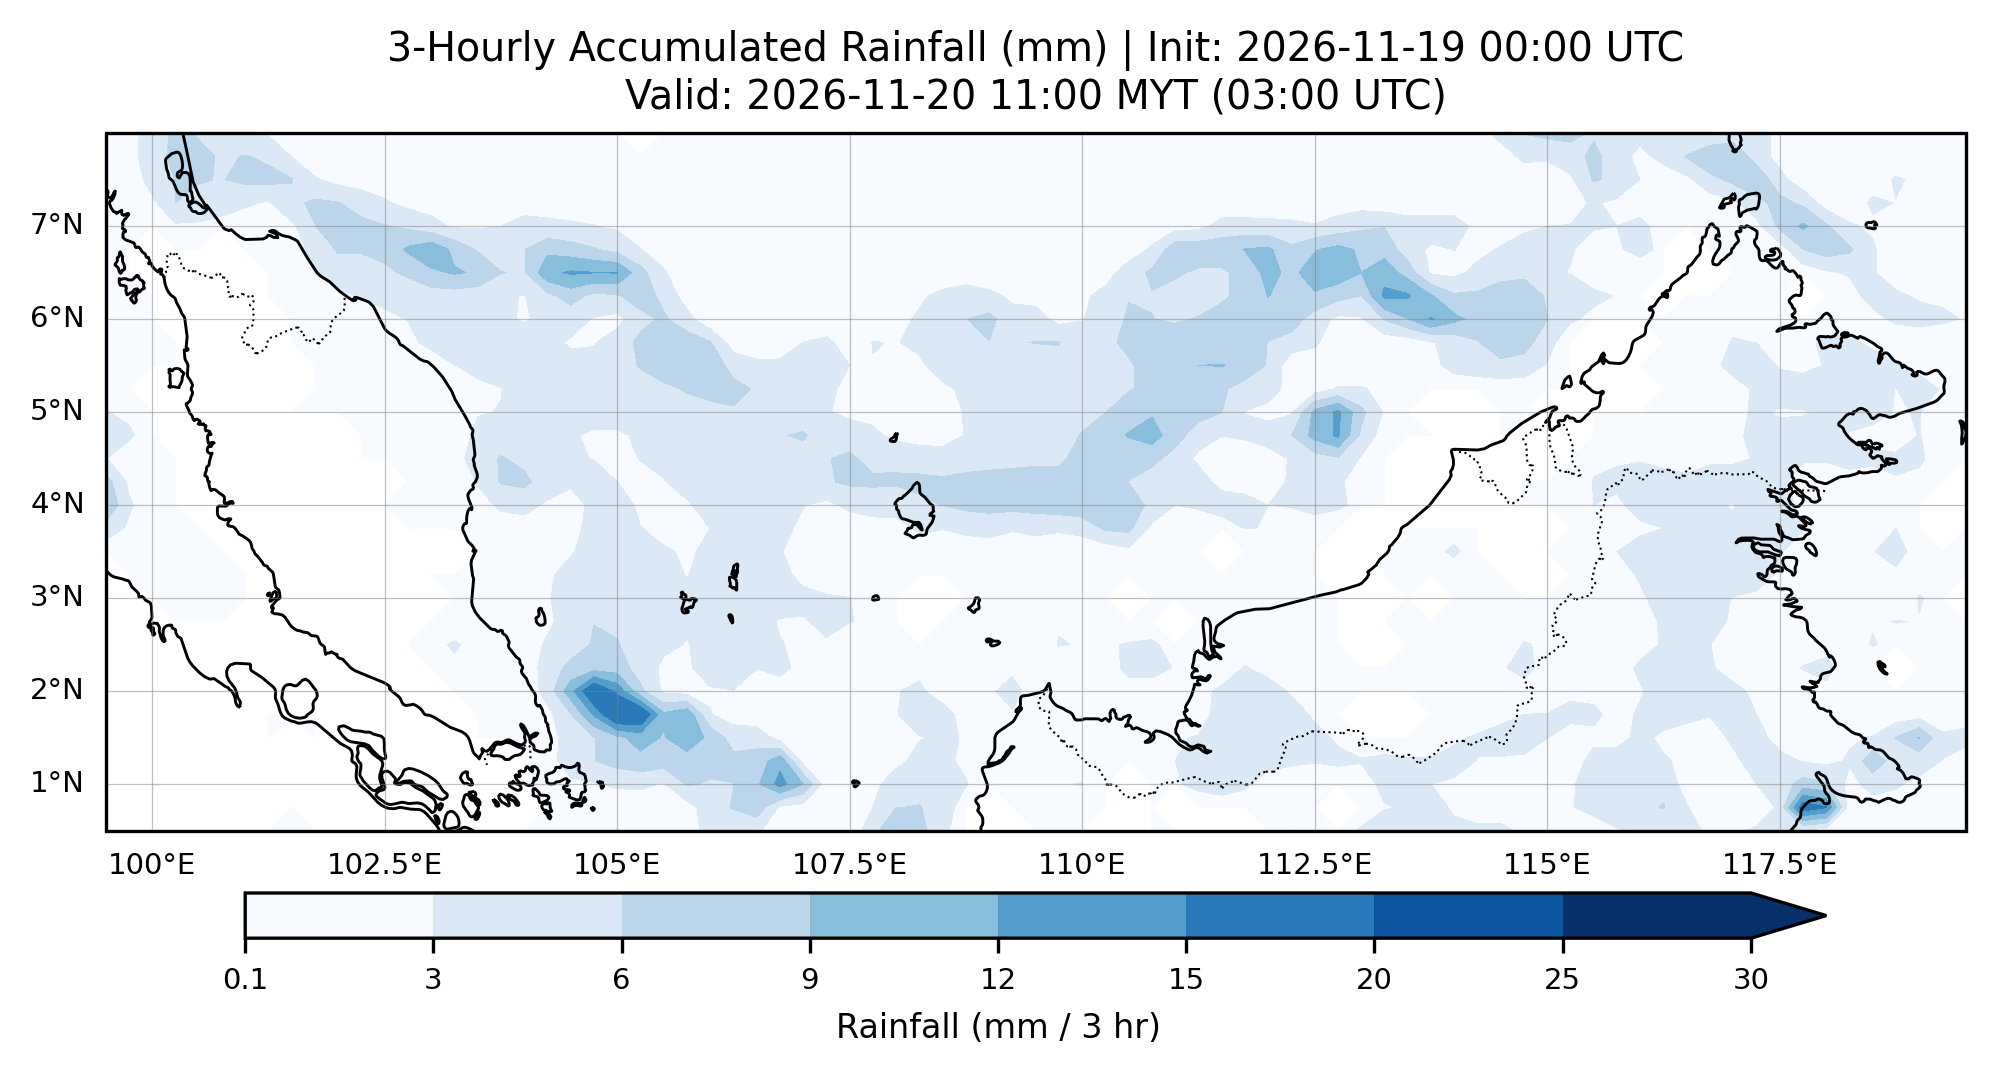 3-Hourly Accumulated Rainfall (mm) | Init: 2026-11-19 00:00 UTC
Valid: 2026-11-20 11:00 MYT (03:00 UTC)
7°N
6°N
5°N
4°N
3°N
2°N
1°N
100°E 102.5°E 105°E 107.5°E 110°E 112.5°E 115°E 117.5°E
0.1 3 6 9 12 15 20 25 30
Rainfall (mm / 3 hr)